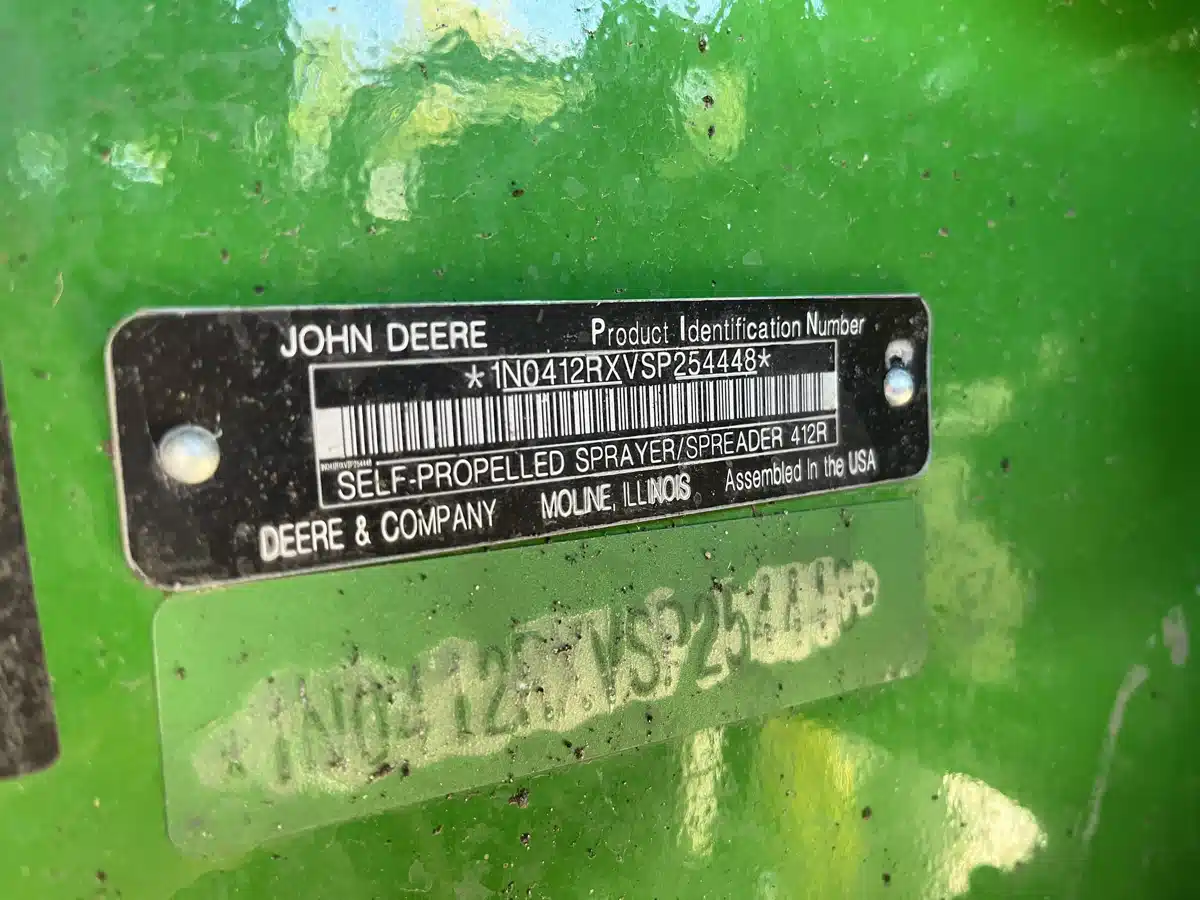 JOHN DEERE Product Identification Number
*1N0412RXVSP254448*
SELF-PROPELLED SPRAYER/SPREADER 412R
DEERE & COMPANY MOLINE, ILLINOIS Assembled in the USA
*1N0412RXVSP254448